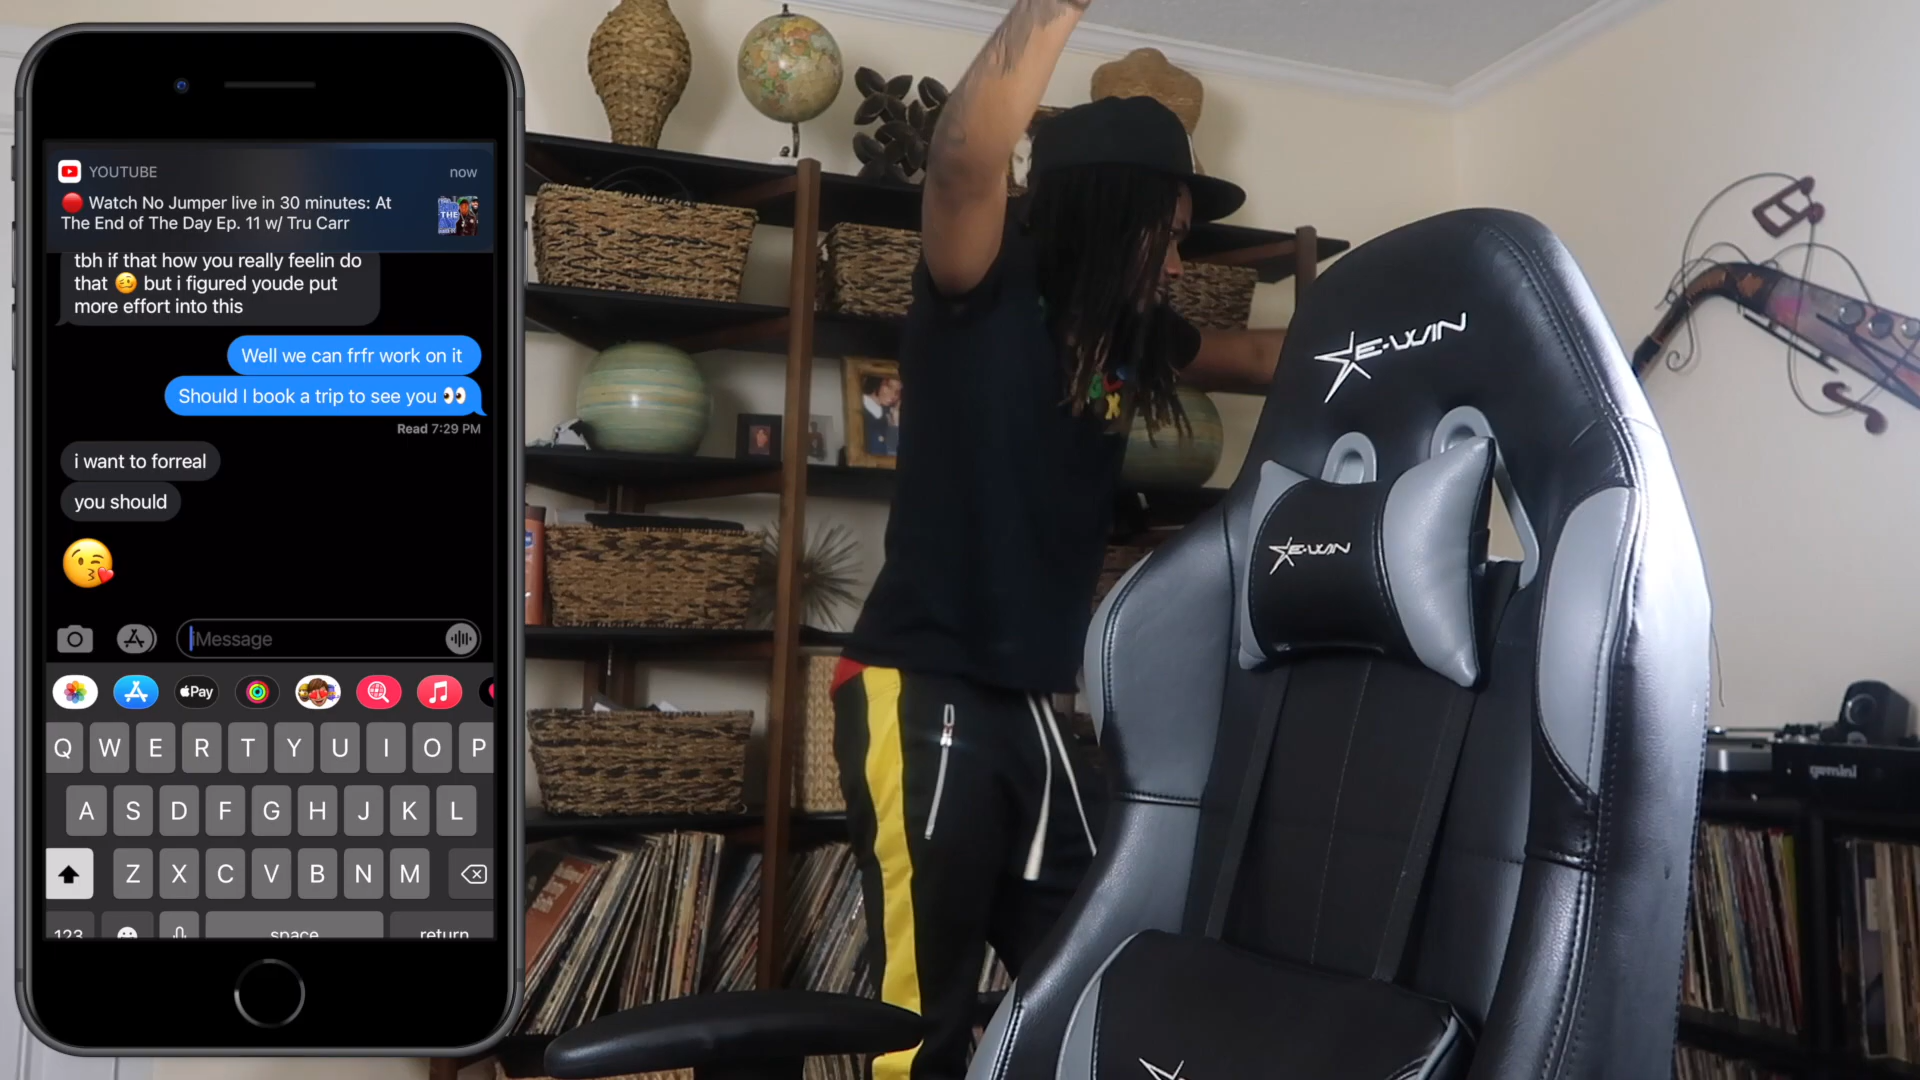 YOUTUBE
now
🔴 Watch No Jumper live in 30 minutes: At
The End of The Day Ep. 11 w/ Tru Carr
THE
tbh if that how you really feelin do
that 🥴 but i figured youde put
more effort into this
Well we can frfr work on it
Should I book a trip to see you 👀
Read 7:29 PM
i want to forreal
you should
😘
iMessage
Pay
Q W E R T Y U I O P
A S D F G H J K L
Z X C V B N M
123
space
return
E-WIN
E-WIN
gemini